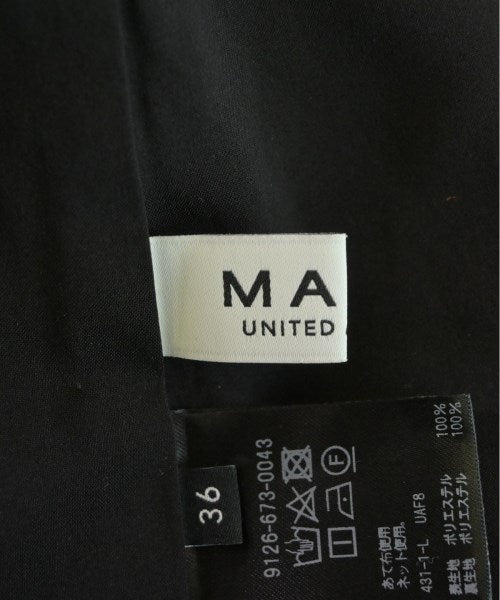 MA
UNITED
36
9126-673-0043
あて布使用。
ネット使用。
431-1-L UAF8
表生地 ポリエステル 100%
裏生地 ポリエステル 100%